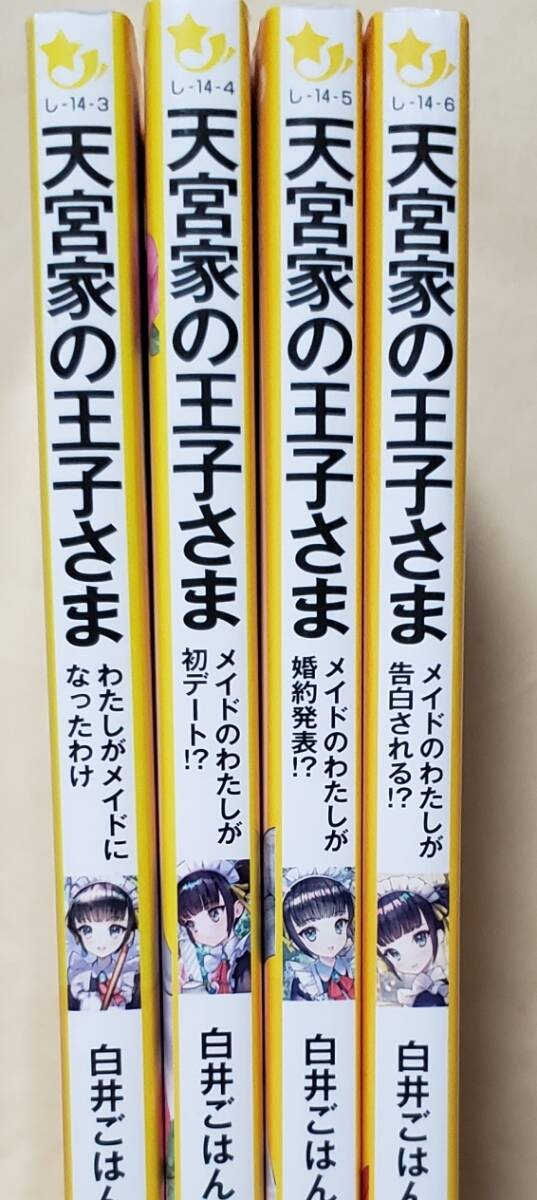 し-14-3
天宮家の王子さま
わたしがメイドに
なったわけ
白井ごはん
し-14-4
天宮家の王子さま
メイドのわたしが
初デート!?
白井ごはん
し-14-5
天宮家の王子さま
メイドのわたしが
婚約発表!?
白井ごはん
し-14-6
天宮家の王子さま
メイドのわたしが
告白される!?
白井ごはん